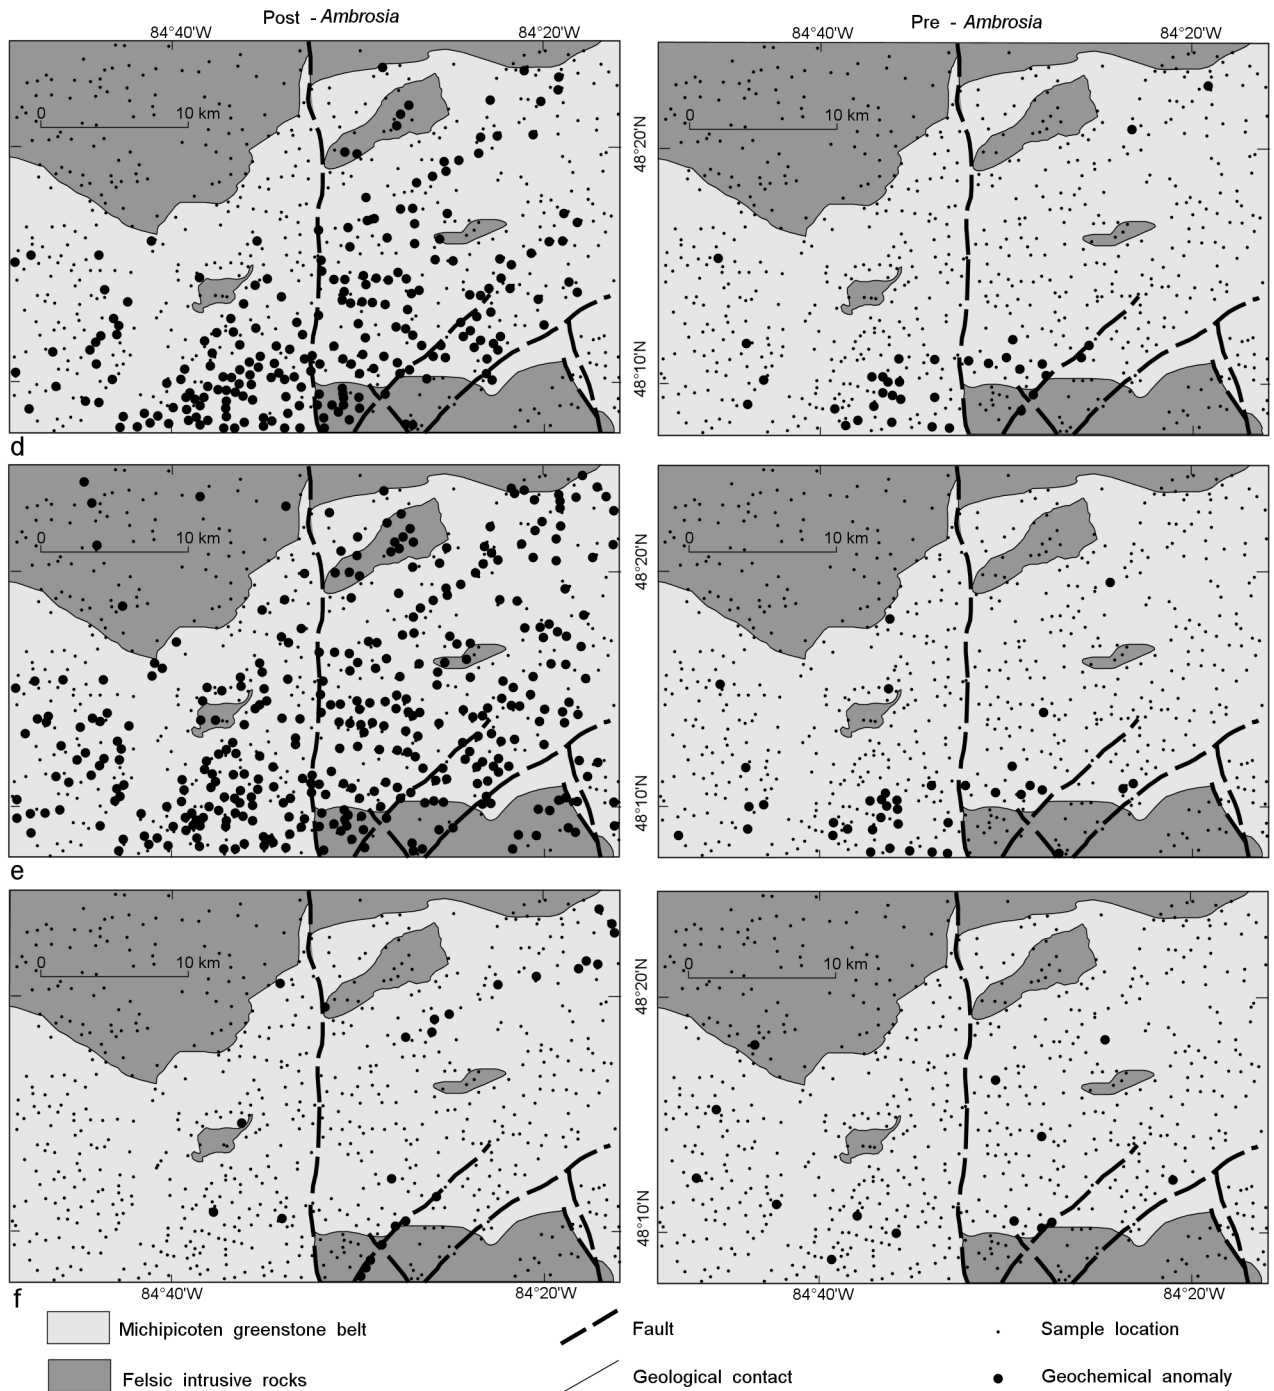 Post - Ambrosia
Pre - Ambrosia
84°40'W
84°20'W
84°40'W
84°20'W
0
10 km
48°20'N
0
10 km
48°10'N
d
0
10 km
48°20'N
0
10 km
48°10'N
e
0
10 km
48°20'N
0
10 km
48°10'N
f
84°40'W
84°20'W
84°40'W
84°20'W
Michipicoten greenstone belt
Fault
Sample location
Felsic intrusive rocks
Geological contact
Geochemical anomaly